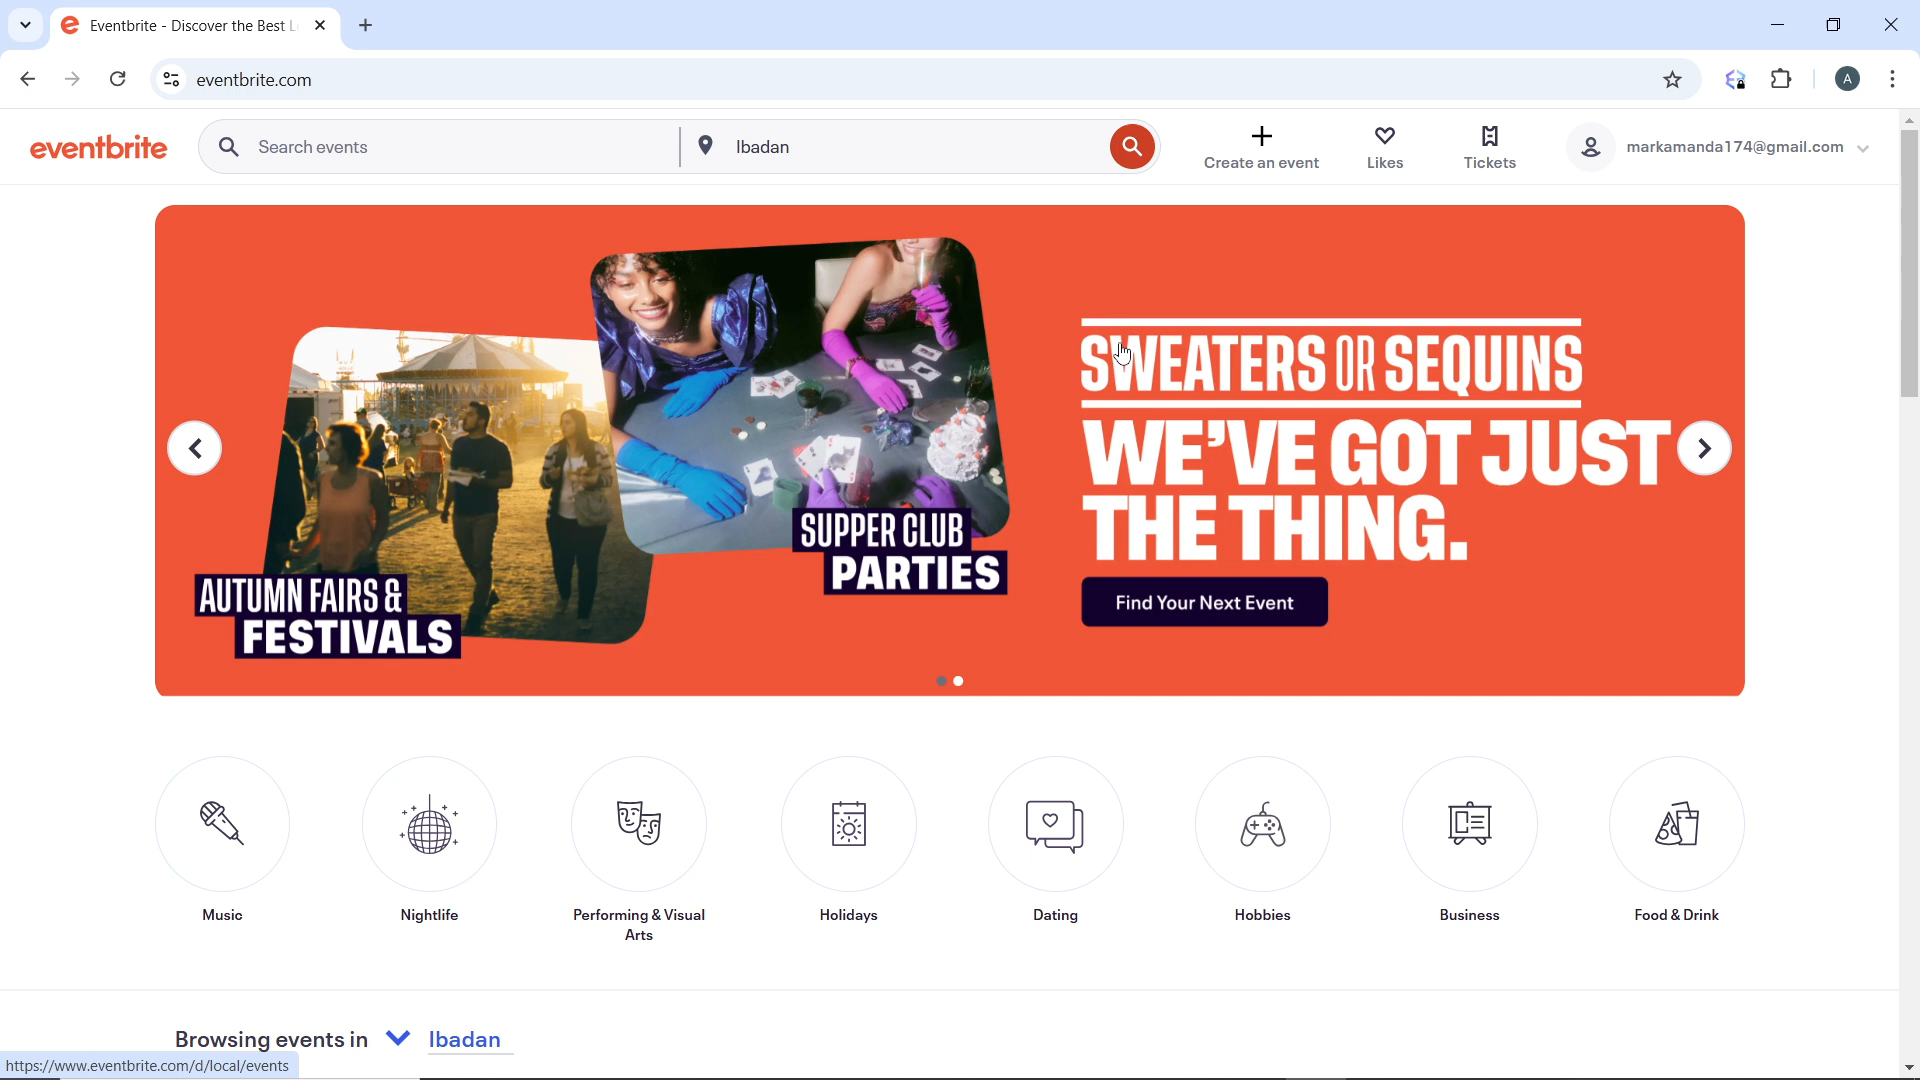 Eventbrite - Discover the Best L
eventbrite.com
A
eventbrite
Search events
Ibadan
Create an event
Likes
Tickets
markamanda174@gmail.com
SWEATERS OR SEQUINS
WE'VE GOT JUST
THE THING.
Find Your Next Event
SUPPER CLUB
PARTIES
AUTUMN FAIRS &
FESTIVALS
Music
Nightlife
Performing & Visual
Arts
Holidays
Dating
Hobbies
Business
Food & Drink
Browsing events in
Ibadan
https://www.eventbrite.com/d/local/events